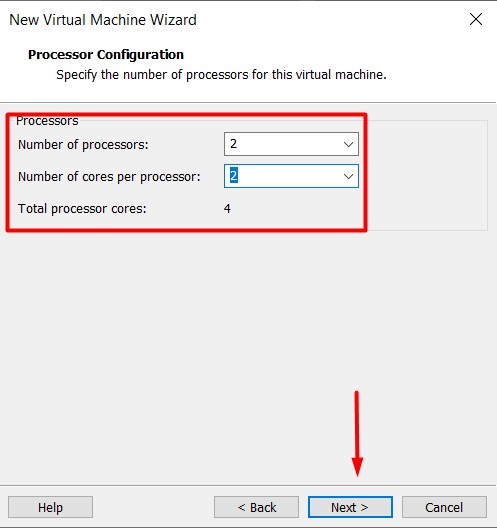 New Virtual Machine Wizard
Processor Configuration
Specify the number of processors for this virtual machine.
Processors
Number of processors: 2
Number of cores per processor: 2
Total processor cores: 4
Help < Back Next > Cancel